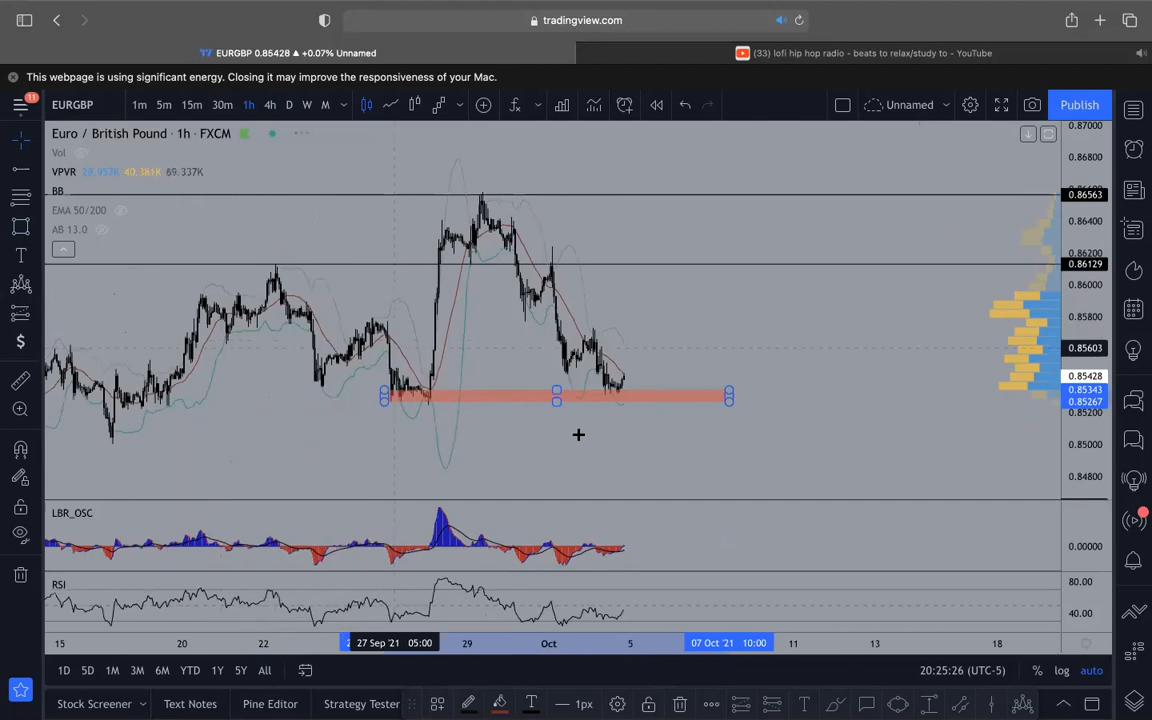 tradingview.com
EURGBP 0.85428 ▲ +0.07% Unnamed
(33) lofi hip hop radio - beats to relax/study to - YouTube
This webpage is using significant energy. Closing it may improve the responsiveness of your Mac.
11
EURGBP 1m 5m 15m 30m 1h 4h D W M Unnamed Publish
Euro / British Pound · 1h · FXCM
Vol
VPVR 28.957K 40.381K 69.337K
BB
EMA 50/200
AB 13.0
0.87000
0.86800
0.86563
0.86400
0.86200
0.86129
0.86000
0.85800
0.85603
0.85428
0.85343
0.85267
0.85200
0.85000
0.84800
LBR_OSC
0.00000
RSI
80.00
40.00
15 20 22 27 Sep '21 05:00 29 Oct 5 07 Oct '21 10:00 11 13 18
1D 5D 1M 3M 6M YTD 1Y 5Y All 20:25:26 (UTC-5) % log auto
Stock Screener Text Notes Pine Editor Strategy Tester 1px